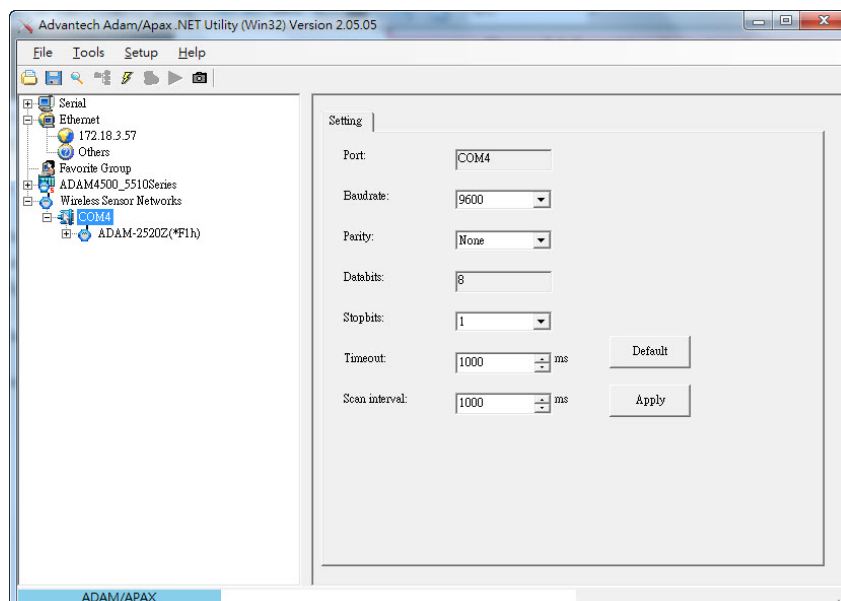 Advantech Adam/Apax .NET Utility (Win32) Version 2.05.05
File Tools Setup Help
Serial
Ethernet
172.18.3.57
Others
Favorite Group
ADAM4500_5510Series
Wireless Sensor Networks
COM4
ADAM-2520Z(*F1h)
Setting
Port: COM4
Baudrate: 9600
Parity: None
Databits: 8
Stopbits: 1
Timeout: 1000 ms
Default
Scan interval: 1000 ms
Apply
ADAM/APAX